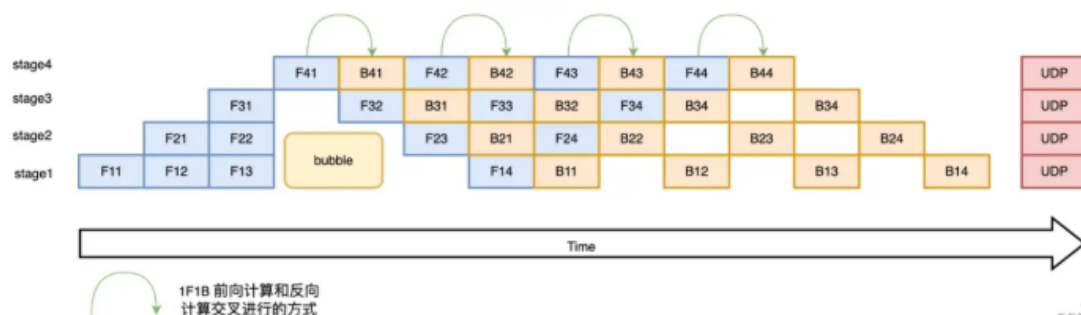 stage4 F41 B41 F42 B42 F43 B43 F44 B44 UDP
stage3 F31 F32 B31 F33 B32 F34 B34 B34 UDP
stage2 F21 F22 F23 B21 F24 B22 B23 B24 UDP
bubble
stage1 F11 F12 F13 F14 B11 B12 B13 B14 UDP
Time
1F1B 前向计算和反向
计算交叉进行的方式